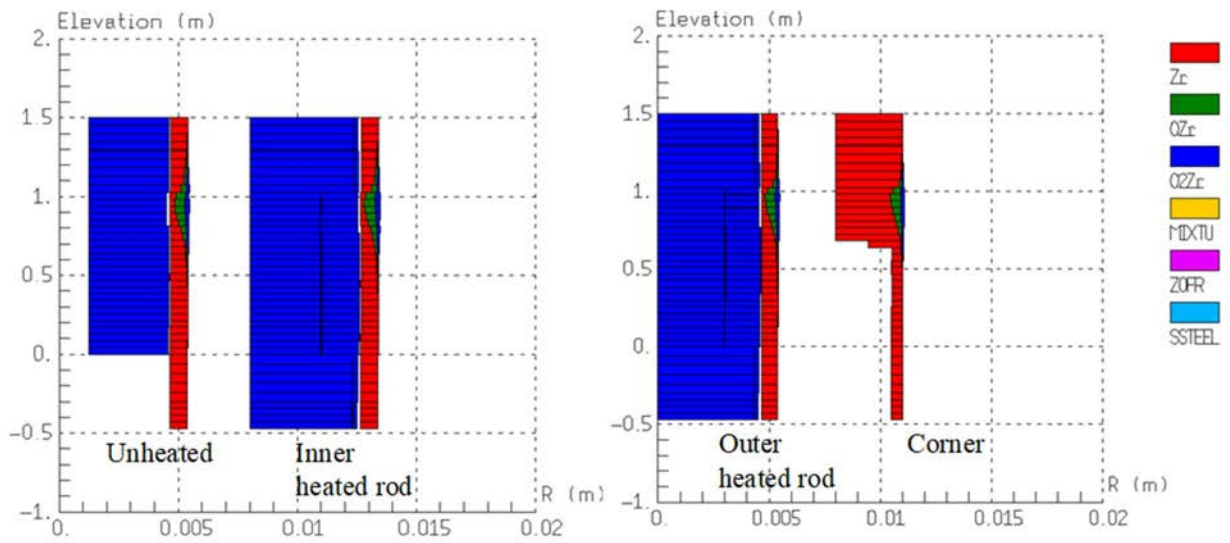 Elevation (m)
2.
1.5
1.
0.5
0.
-0.5
-1.
0.
0.005
0.01
0.015
0.02
R (m)
Unheated
Inner
heated rod
Elevation (m)
2.
1.5
1.
0.5
0.
-0.5
-1.
0.
0.005
0.01
0.015
0.02
R (m)
Outer
heated rod
Corner
Zr
OZr
O2Zr
MIXTU
ZOFR
SSTEEL